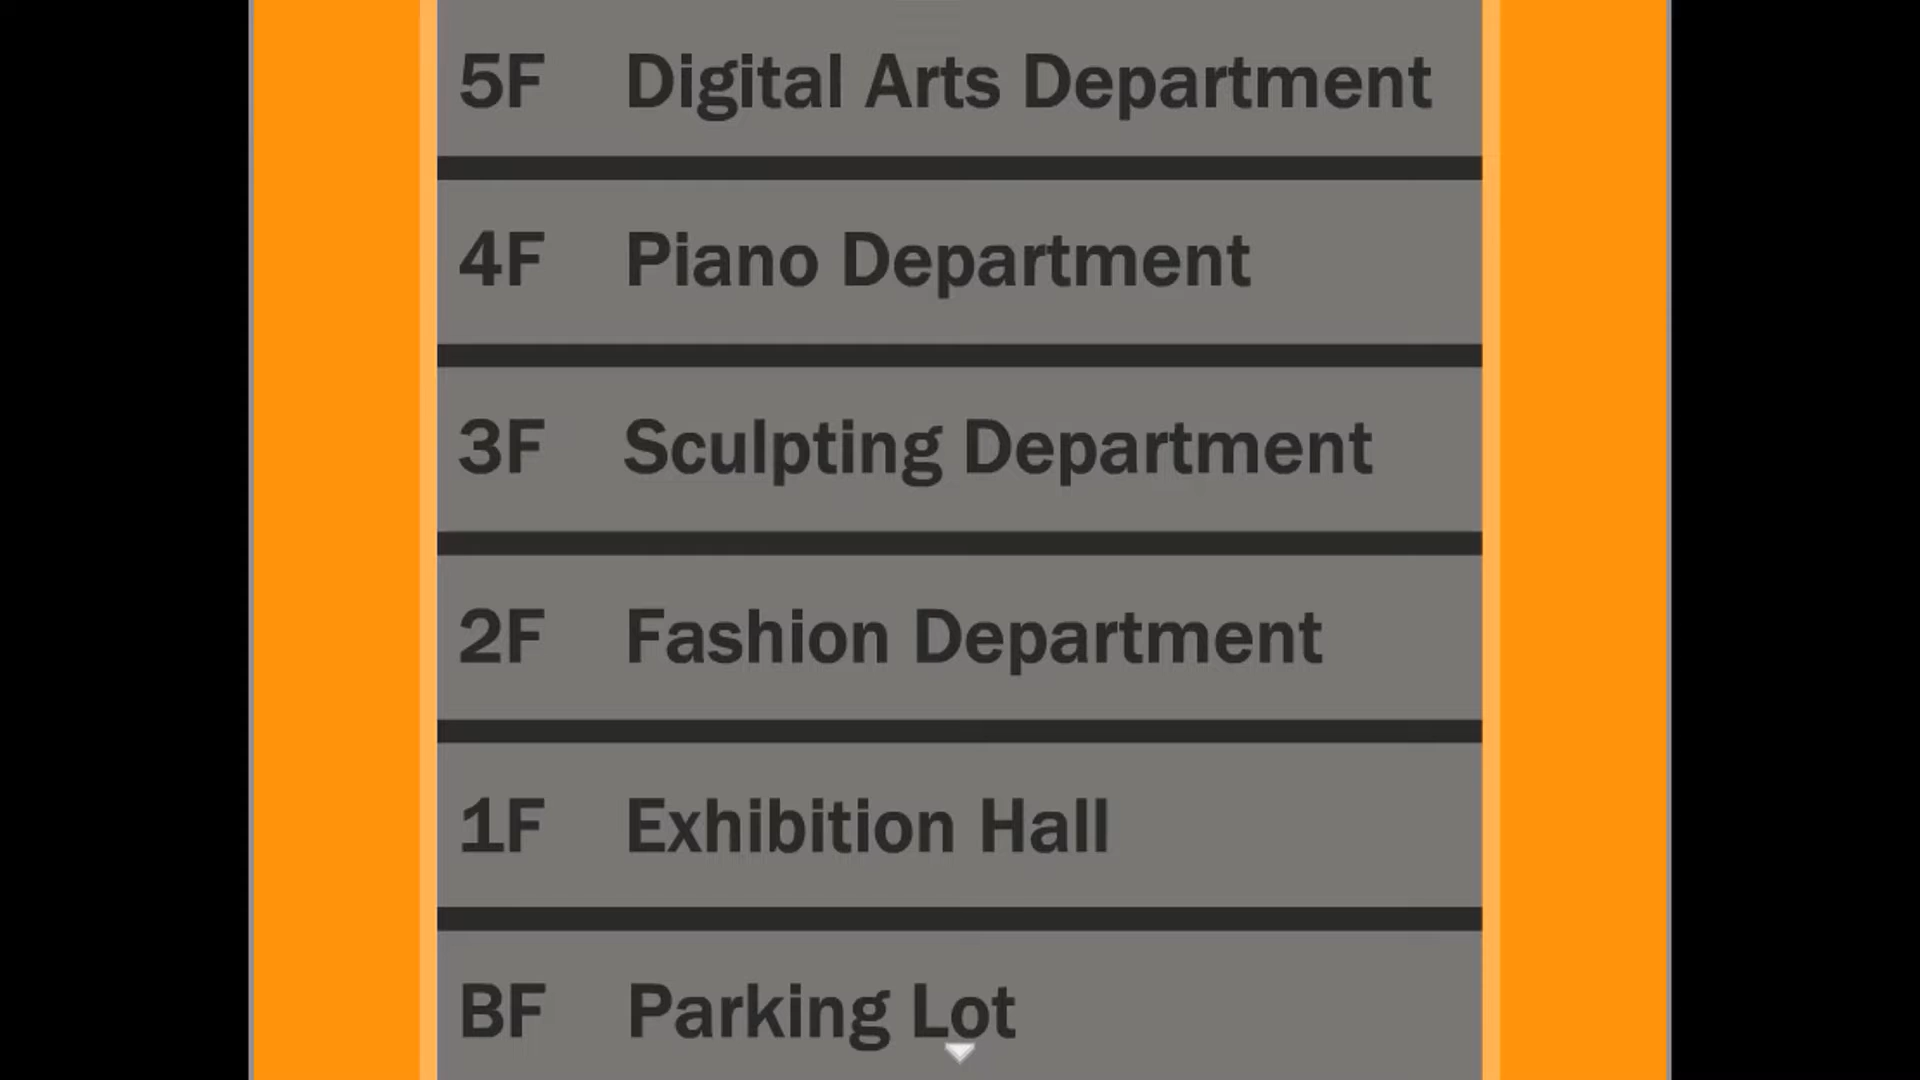 5F Digital Arts Department
4F Piano Department
3F Sculpting Department
2F Fashion Department
1F Exhibition Hall
BF Parking Lot